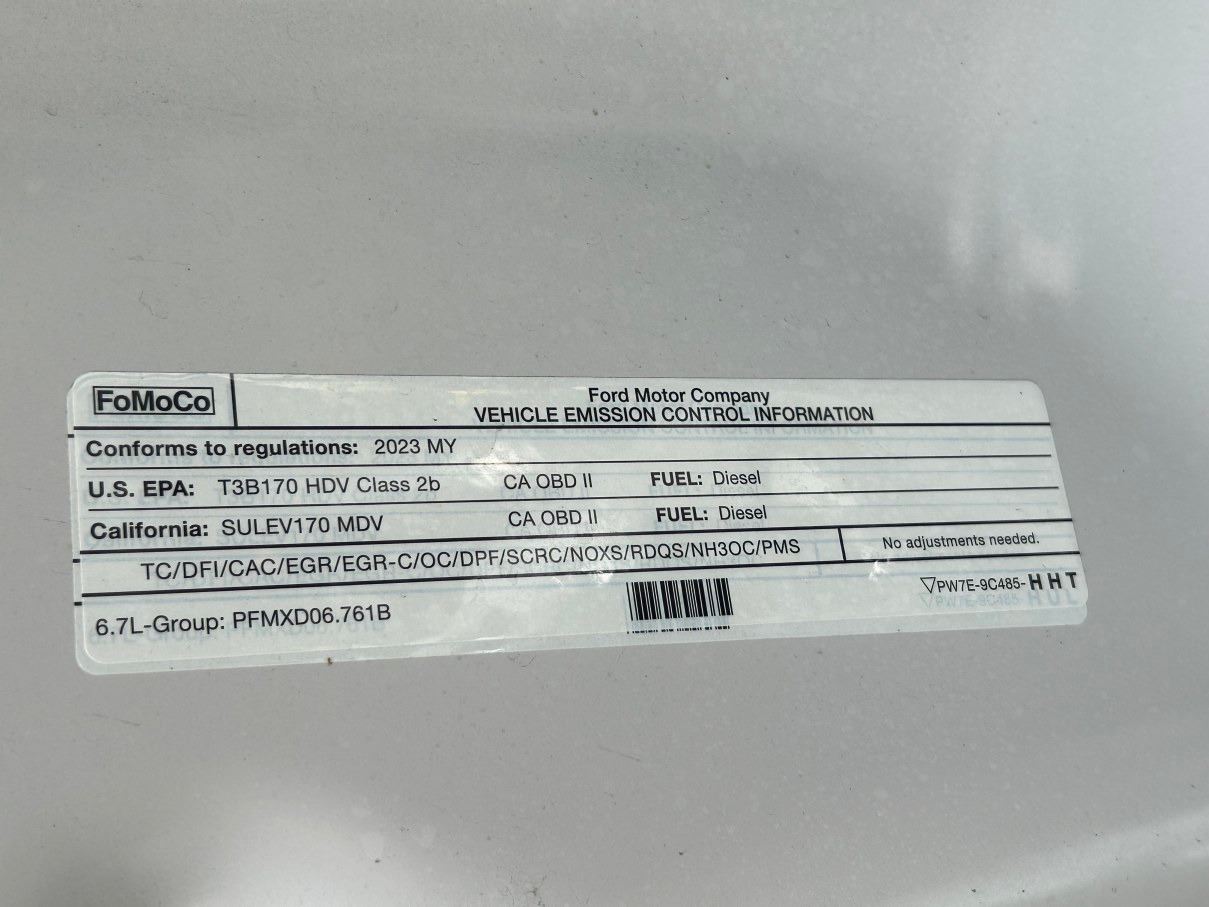 FoMoCo
Ford Motor Company
VEHICLE EMISSION CONTROL INFORMATION
Conforms to regulations: 2023 MY
U.S. EPA: T3B170 HDV Class 2b CA OBD II FUEL: Diesel
California: SULEV170 MDV CA OBD II FUEL: Diesel
TC/DFI/CAC/EGR/EGR-C/OC/DPF/SCRC/NOXS/RDQS/NH3OC/PMS No adjustments needed.
6.7L-Group: PFMXD06.761B ▽PW7E-9C485-HHT